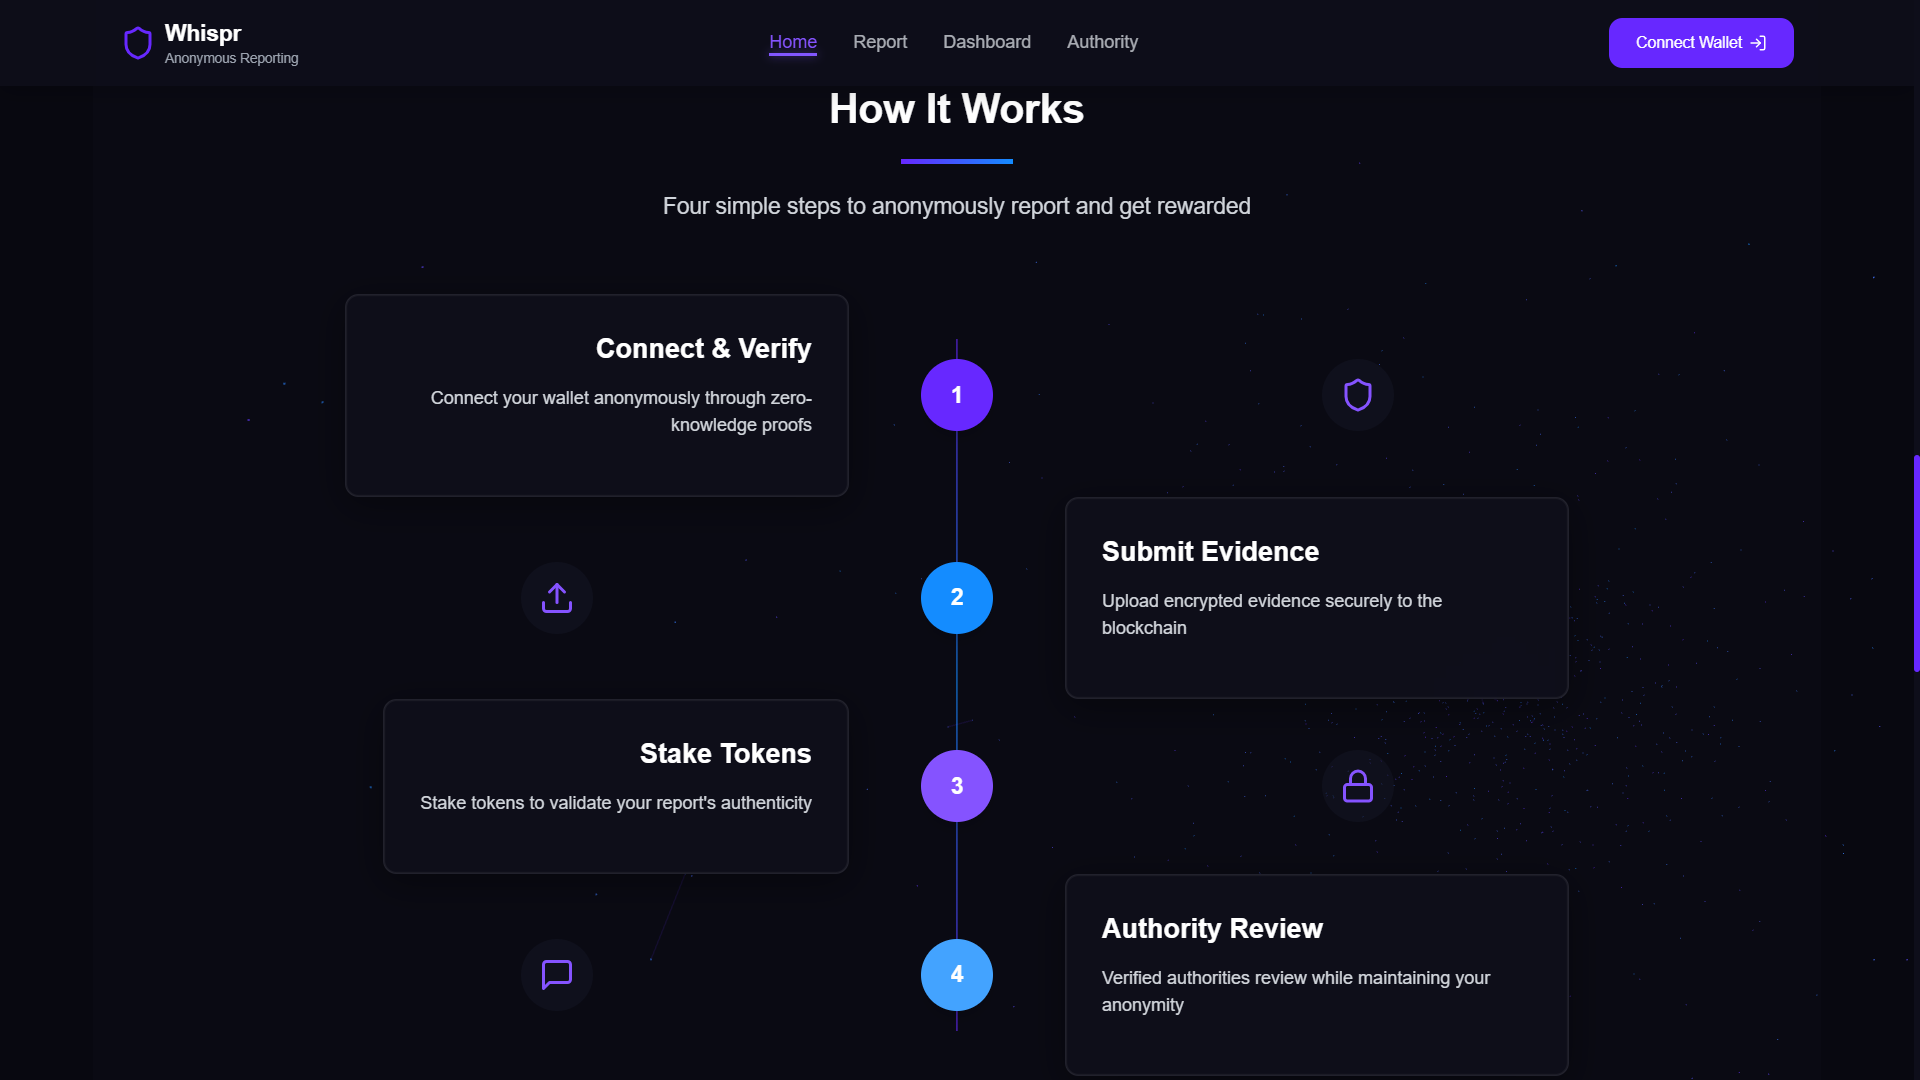 Whispr
Anonymous Reporting
Home
Report
Dashboard
Authority
Connect Wallet
How It Works
Four simple steps to anonymously report and get rewarded
Connect & Verify
Connect your wallet anonymously through zero-
knowledge proofs
1
2
Submit Evidence
Upload encrypted evidence securely to the
blockchain
Stake Tokens
Stake tokens to validate your report's authenticity
3
4
Authority Review
Verified authorities review while maintaining your
anonymity